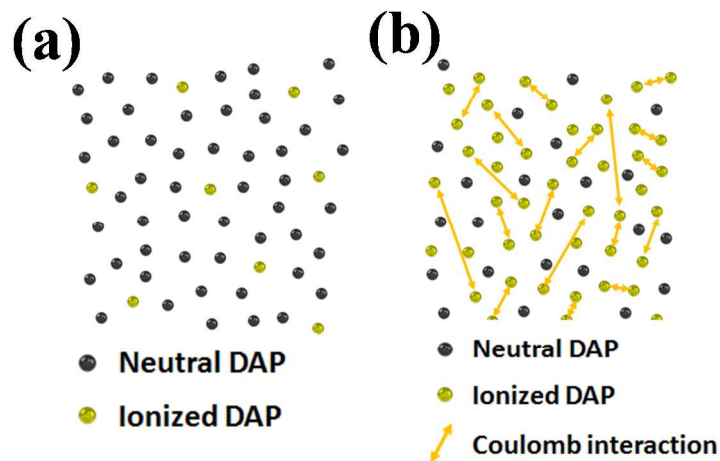 (a)
(b)
Neutral DAP
Ionized DAP
Neutral DAP
Ionized DAP
Coulomb interaction